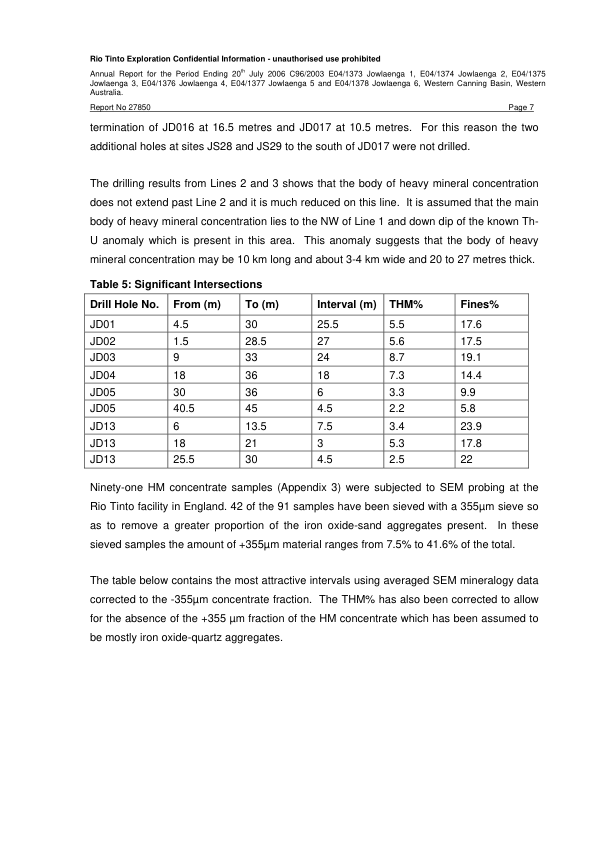 Rio Tinto Exploration Confidential Information - unauthorised use prohibited
Annual Report for the Period Ending 20th July 2006 C96/2003 E04/1373 Jowlaenga 1, E04/1374 Jowlaenga 2, E04/1375
Jowlaenga 3, E04/1376 Jowlaenga 4, E04/1377 Jowlaenga 5 and E04/1378 Jowlaenga 6, Western Canning Basin, Western
Australia.
Report No 27850 Page 7
termination of JD016 at 16.5 metres and JD017 at 10.5 metres. For this reason the two
additional holes at sites JS28 and JS29 to the south of JD017 were not drilled.
The drilling results from Lines 2 and 3 shows that the body of heavy mineral concentration
does not extend past Line 2 and it is much reduced on this line. It is assumed that the main
body of heavy mineral concentration lies to the NW of Line 1 and down dip of the known Th-
U anomaly which is present in this area. This anomaly suggests that the body of heavy
mineral concentration may be 10 km long and about 3-4 km wide and 20 to 27 metres thick.
Table 5: Significant Intersections
Drill Hole No. From (m) To (m) Interval (m) THM% Fines%
JD01 4.5 30 25.5 5.5 17.6
JD02 1.5 28.5 27 5.6 17.5
JD03 9 33 24 8.7 19.1
JD04 18 36 18 7.3 14.4
JD05 30 36 6 3.3 9.9
JD05 40.5 45 4.5 2.2 5.8
JD13 6 13.5 7.5 3.4 23.9
JD13 18 21 3 5.3 17.8
JD13 25.5 30 4.5 2.5 22
Ninety-one HM concentrate samples (Appendix 3) were subjected to SEM probing at the
Rio Tinto facility in England. 42 of the 91 samples have been sieved with a 355µm sieve so
as to remove a greater proportion of the iron oxide-sand aggregates present. In these
sieved samples the amount of +355µm material ranges from 7.5% to 41.6% of the total.
The table below contains the most attractive intervals using averaged SEM mineralogy data
corrected to the -355µm concentrate fraction. The THM% has also been corrected to allow
for the absence of the +355 µm fraction of the HM concentrate which has been assumed to
be mostly iron oxide-quartz aggregates.